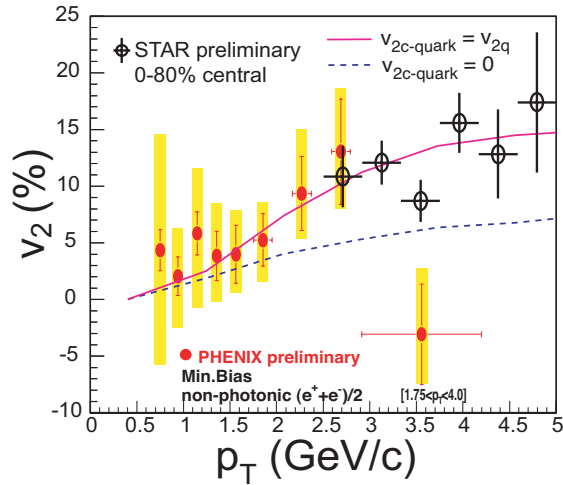 STAR preliminary
0-80% central
v2c-quark = v2q
v2c-quark = 0
25
20
15
10
5
0
-5
-10
v2 (%)
PHENIX preliminary
Min.Bias
non-photonic (e+ +e-)/2
[1.75<pT<4.0]
0 0.5 1 1.5 2 2.5 3 3.5 4 4.5 5
pT (GeV/c)